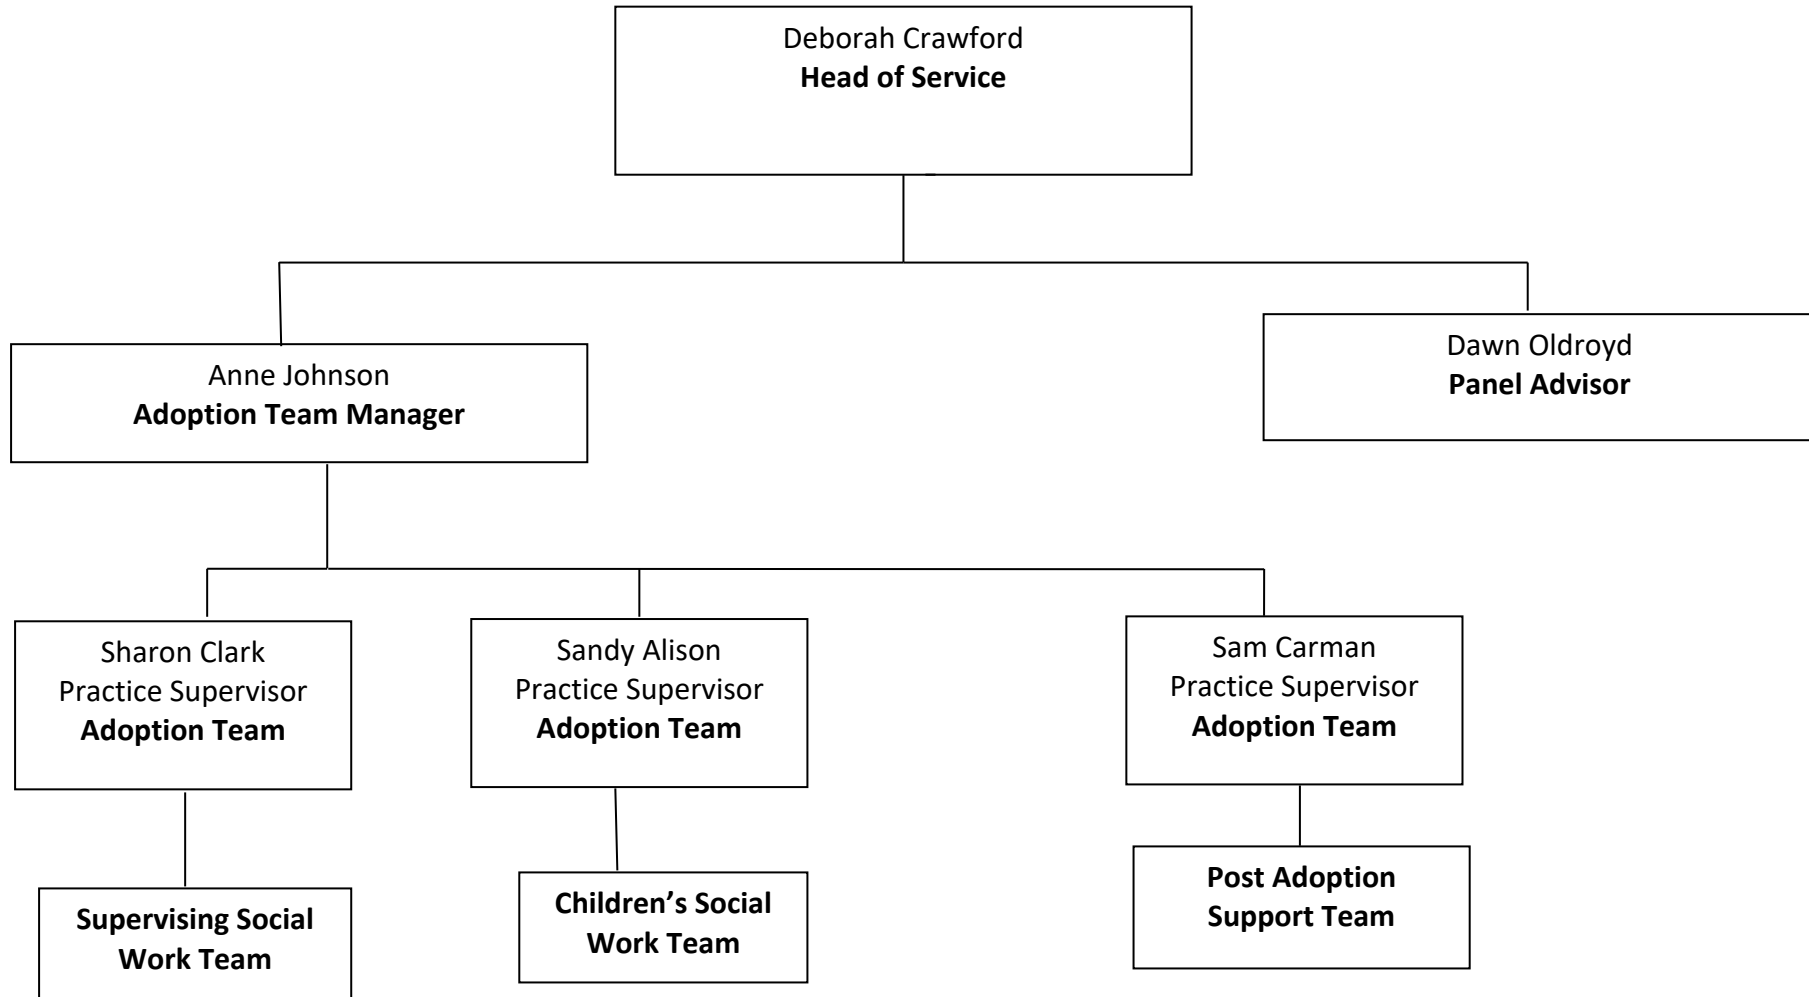 Deborah Crawford
Head of Service
Anne Johnson
Adoption Team Manager
Dawn Oldroyd
Panel Advisor
Sharon Clark
Practice Supervisor
Adoption Team
Sandy Alison
Practice Supervisor
Adoption Team
Sam Carman
Practice Supervisor
Adoption Team
Supervising Social
Work Team
Children’s Social
Work Team
Post Adoption
Support Team